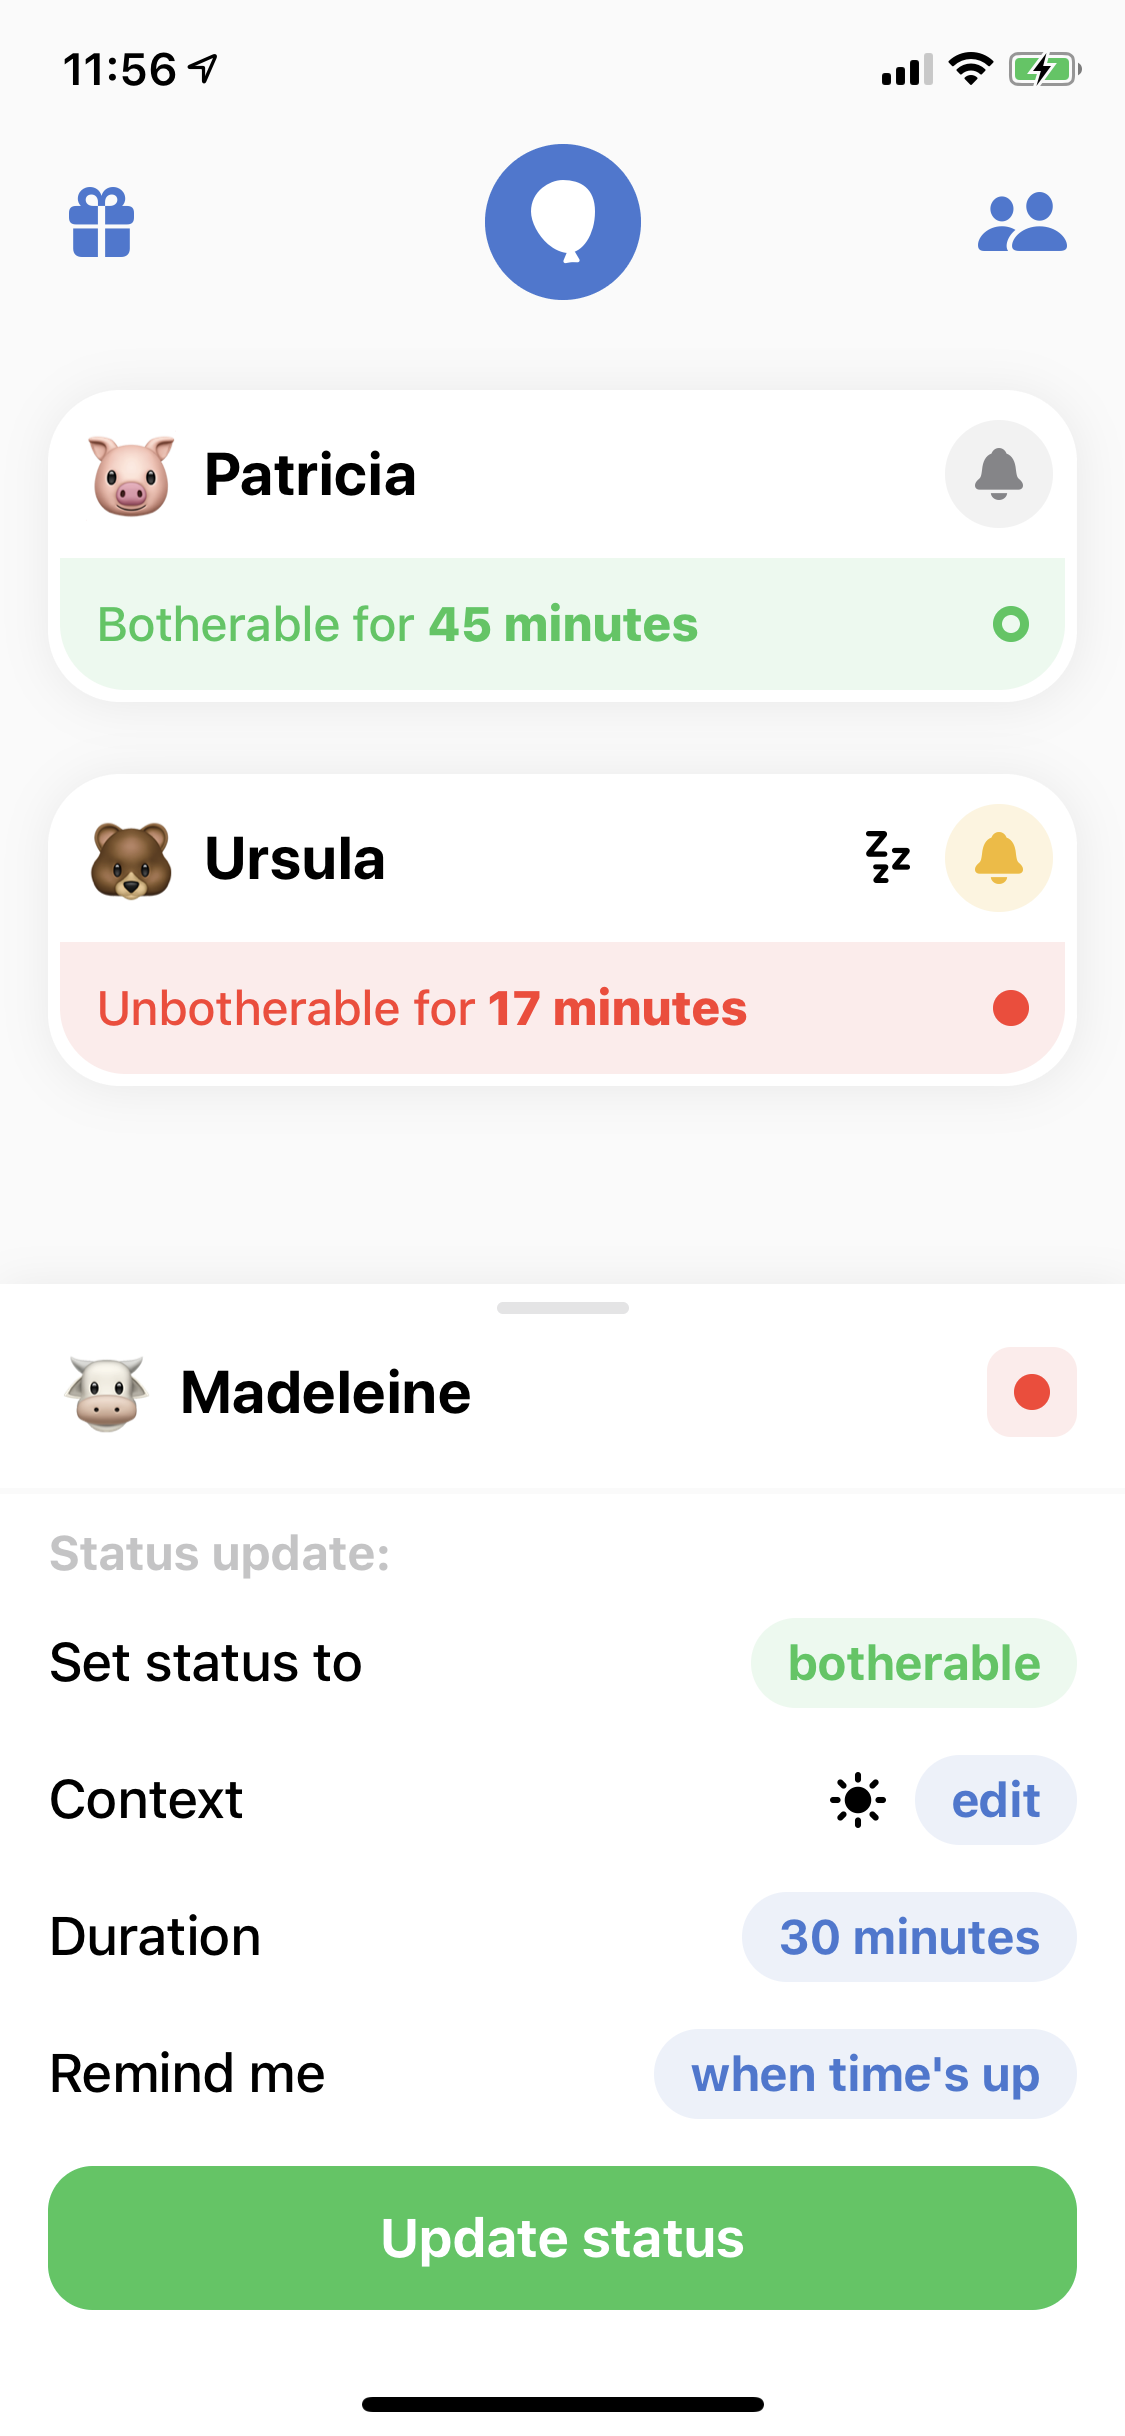 11:56
Patricia
Botherable for 45 minutes
Ursula
zzz
Unbotherable for 17 minutes
Madeleine
Status update:
Set status to botherable
Context edit
Duration 30 minutes
Remind me when time's up
Update status